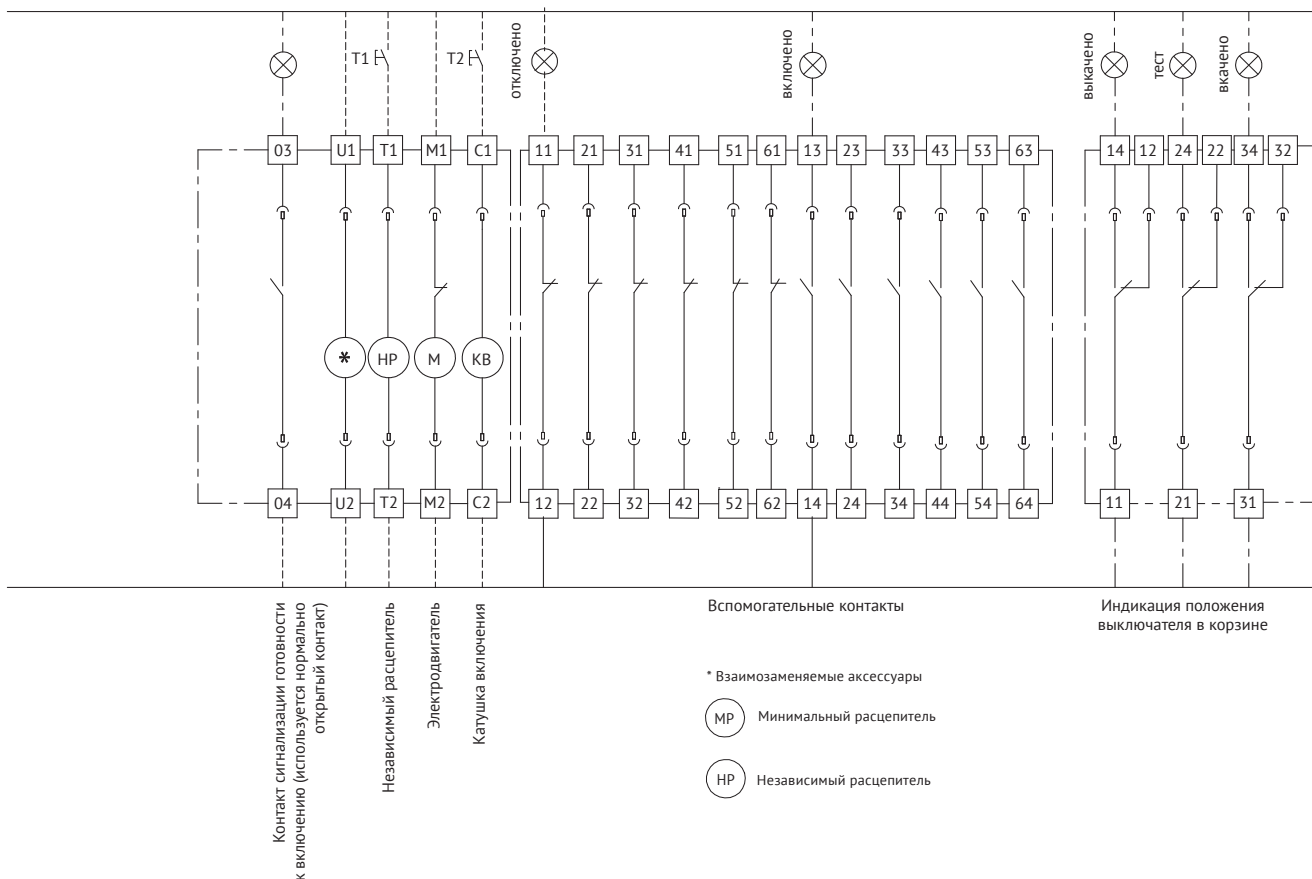 T1
T2
отключено
включено
выкачено
тест
вкачено
03 U1 T1 M1 C1 11 21 31 41 51 61 13 23 33 43 53 63 14 12 24 22 34 32
* НР М КВ
04 U2 T2 M2 C2 12 22 32 42 52 62 14 24 34 44 54 64 11 21 31
Контакт сигнализации готовности
к включению (используется нормально
открытый контакт)
Независимый расцепитель
Электродвигатель
Катушка включения
Вспомогательные контакты
Индикация положения
выключателя в корзине
* Взаимозаменяемые аксессуары
МР Минимальный расцепитель
НР Независимый расцепитель